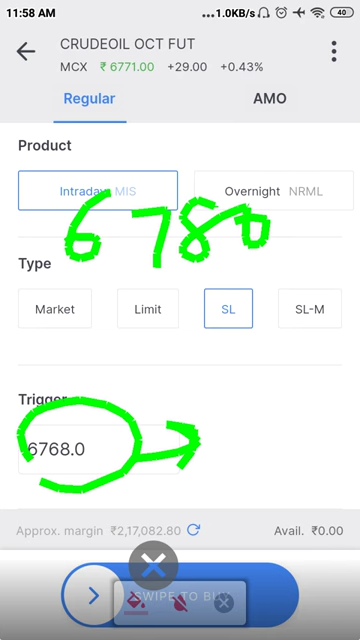 11:58 AM ...1.0KB/s 40
CRUDEOIL OCT FUT
MCX ₹ 6771.00 +29.00 +0.43%
Regular AMO
Product
Intraday MIS Overnight NRML
6780
Type
Market Limit SL SL-M
Trigger
6768.0
Approx. margin ₹2,17,082.80 Avail. ₹0.00
SWIPE TO BUY